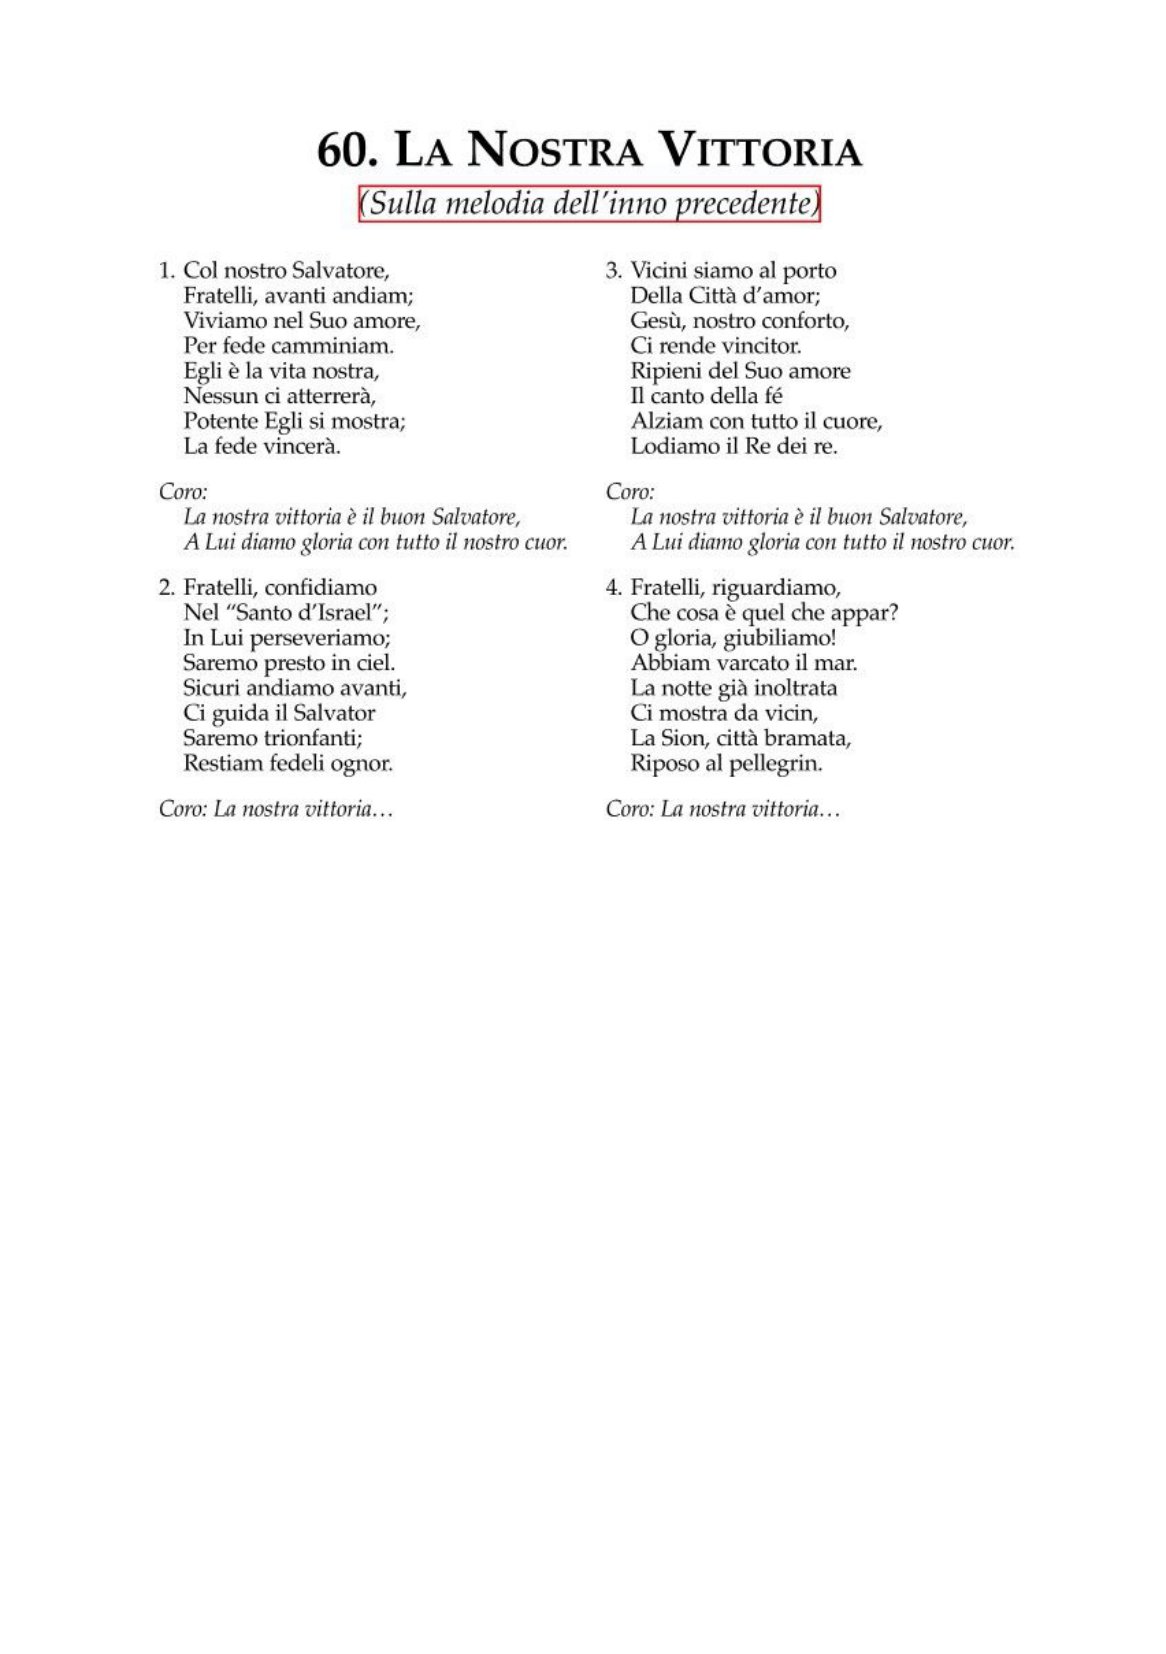 60. La Nostra Vittoria
(Sulla melodia dell'inno precedente)
1. Col nostro Salvatore,
Fratelli, avanti andiam;
Viviamo nel Suo amore,
Per fede camminiam.
Egli è la vita nostra,
Nessun ci atterrerà,
Potente Egli si mostra;
La fede vincerà.
Coro:
La nostra vittoria è il buon Salvatore,
A Lui diamo gloria con tutto il nostro cuor.
2. Fratelli, confidiamo
Nel “Santo d'Israel”;
In Lui perseveriamo;
Saremo presto in ciel.
Sicuri andiamo avanti,
Ci guida il Salvator
Saremo trionfanti;
Restiam fedeli ognor.
Coro: La nostra vittoria…
3. Vicini siamo al porto
Della Città d'amor;
Gesù, nostro conforto,
Ci rende vincitor.
Ripieni del Suo amore
Il canto della fé
Alziam con tutto il cuore,
Lodiamo il Re dei re.
Coro:
La nostra vittoria è il buon Salvatore,
A Lui diamo gloria con tutto il nostro cuor.
4. Fratelli, riguardiamo,
Che cosa è quel che appar?
O gloria, giubiliamo!
Abbiam varcato il mar.
La notte già inoltrata
Ci mostra da vicin,
La Sion, città bramata,
Riposo al pellegrin.
Coro: La nostra vittoria…